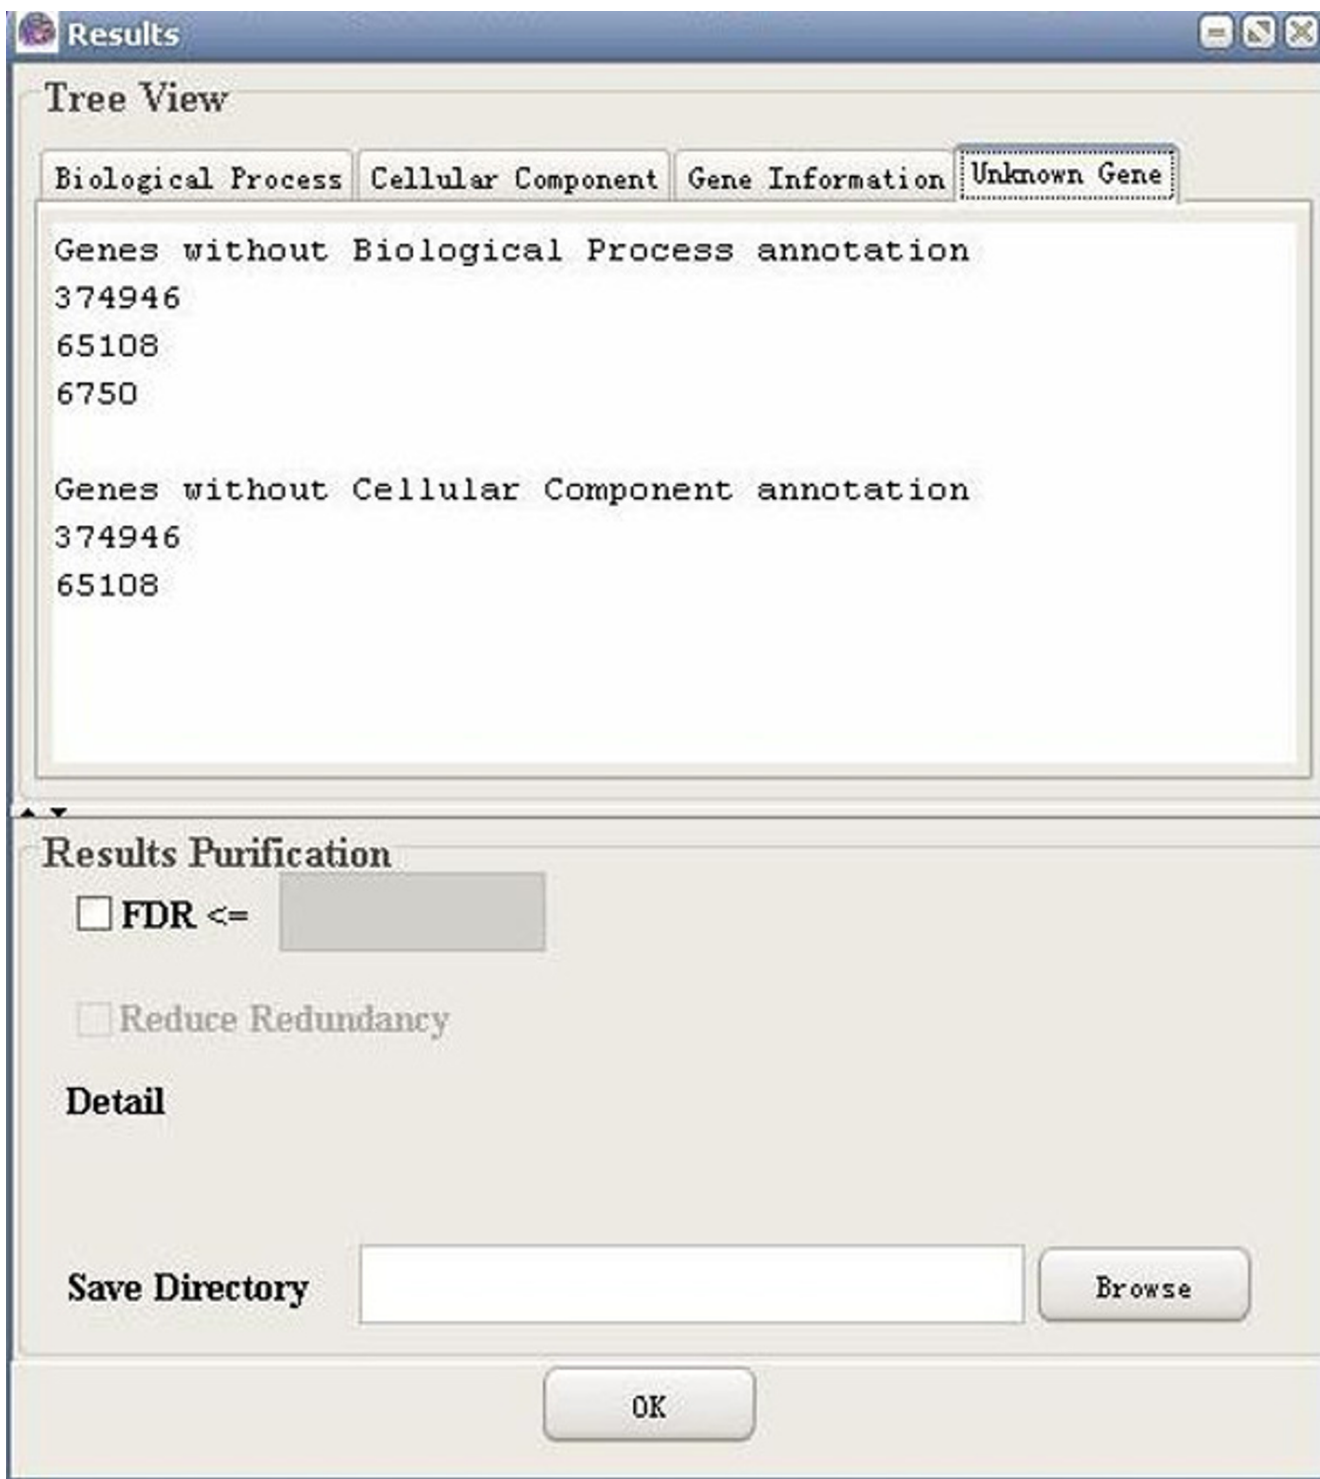 Results
Tree View
Biological Process Cellular Component Gene Information Unknown Gene
Genes without Biological Process annotation
374946
65108
6750
Genes without Cellular Component annotation
374946
65108
Results Purification
FDR <=
Reduce Redundancy
Detail
Save Directory Browse
OK